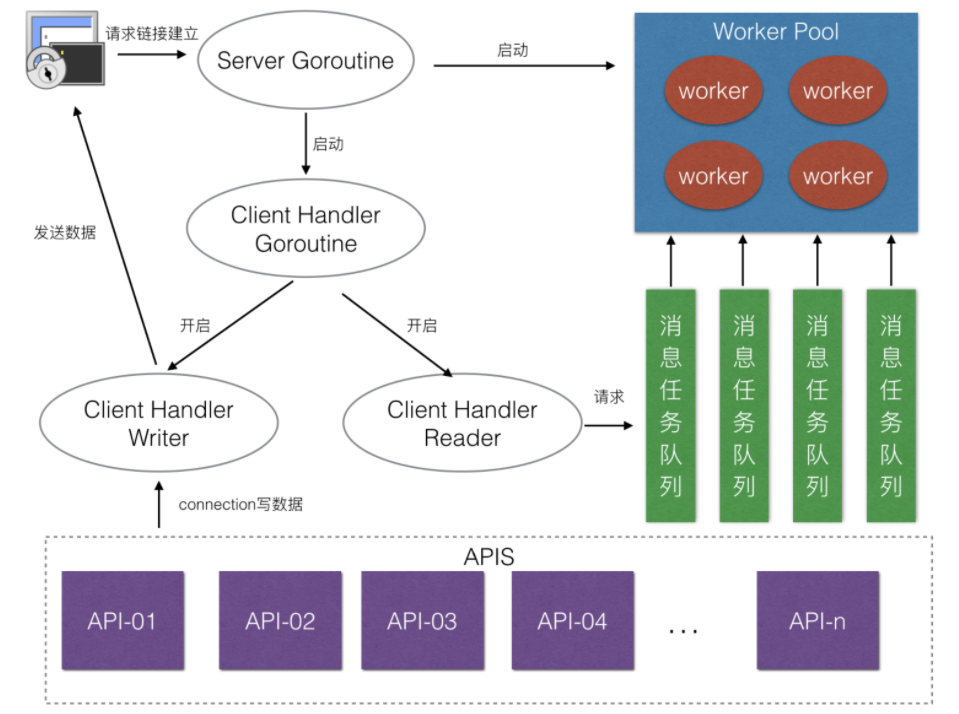 请求链接建立
Server Goroutine
启动
Worker Pool
worker
worker
worker
worker
启动
Client Handler
Goroutine
发送数据
开启
开启
Client Handler
Writer
Client Handler
Reader
请求
消息任务队列
消息任务队列
消息任务队列
消息任务队列
connection写数据
APIS
API-01
API-02
API-03
API-04
...
API-n